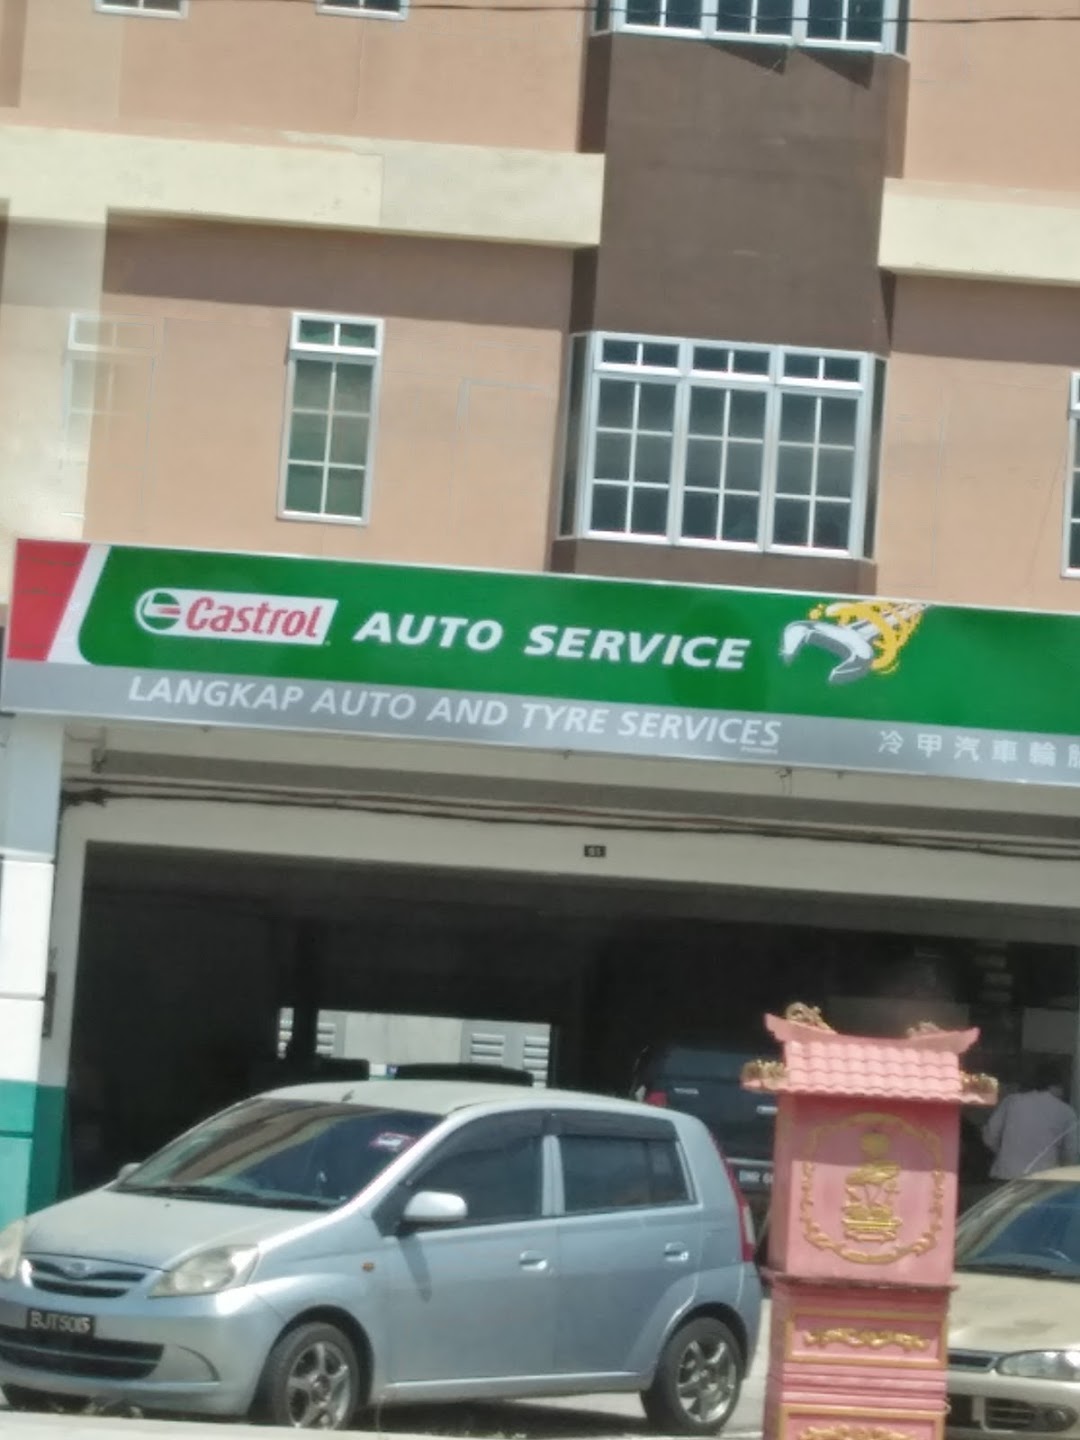 Castrol AUTO SERVICE
LANGKAP AUTO AND TYRE SERVICES
冷甲汽車輪
BJT5015